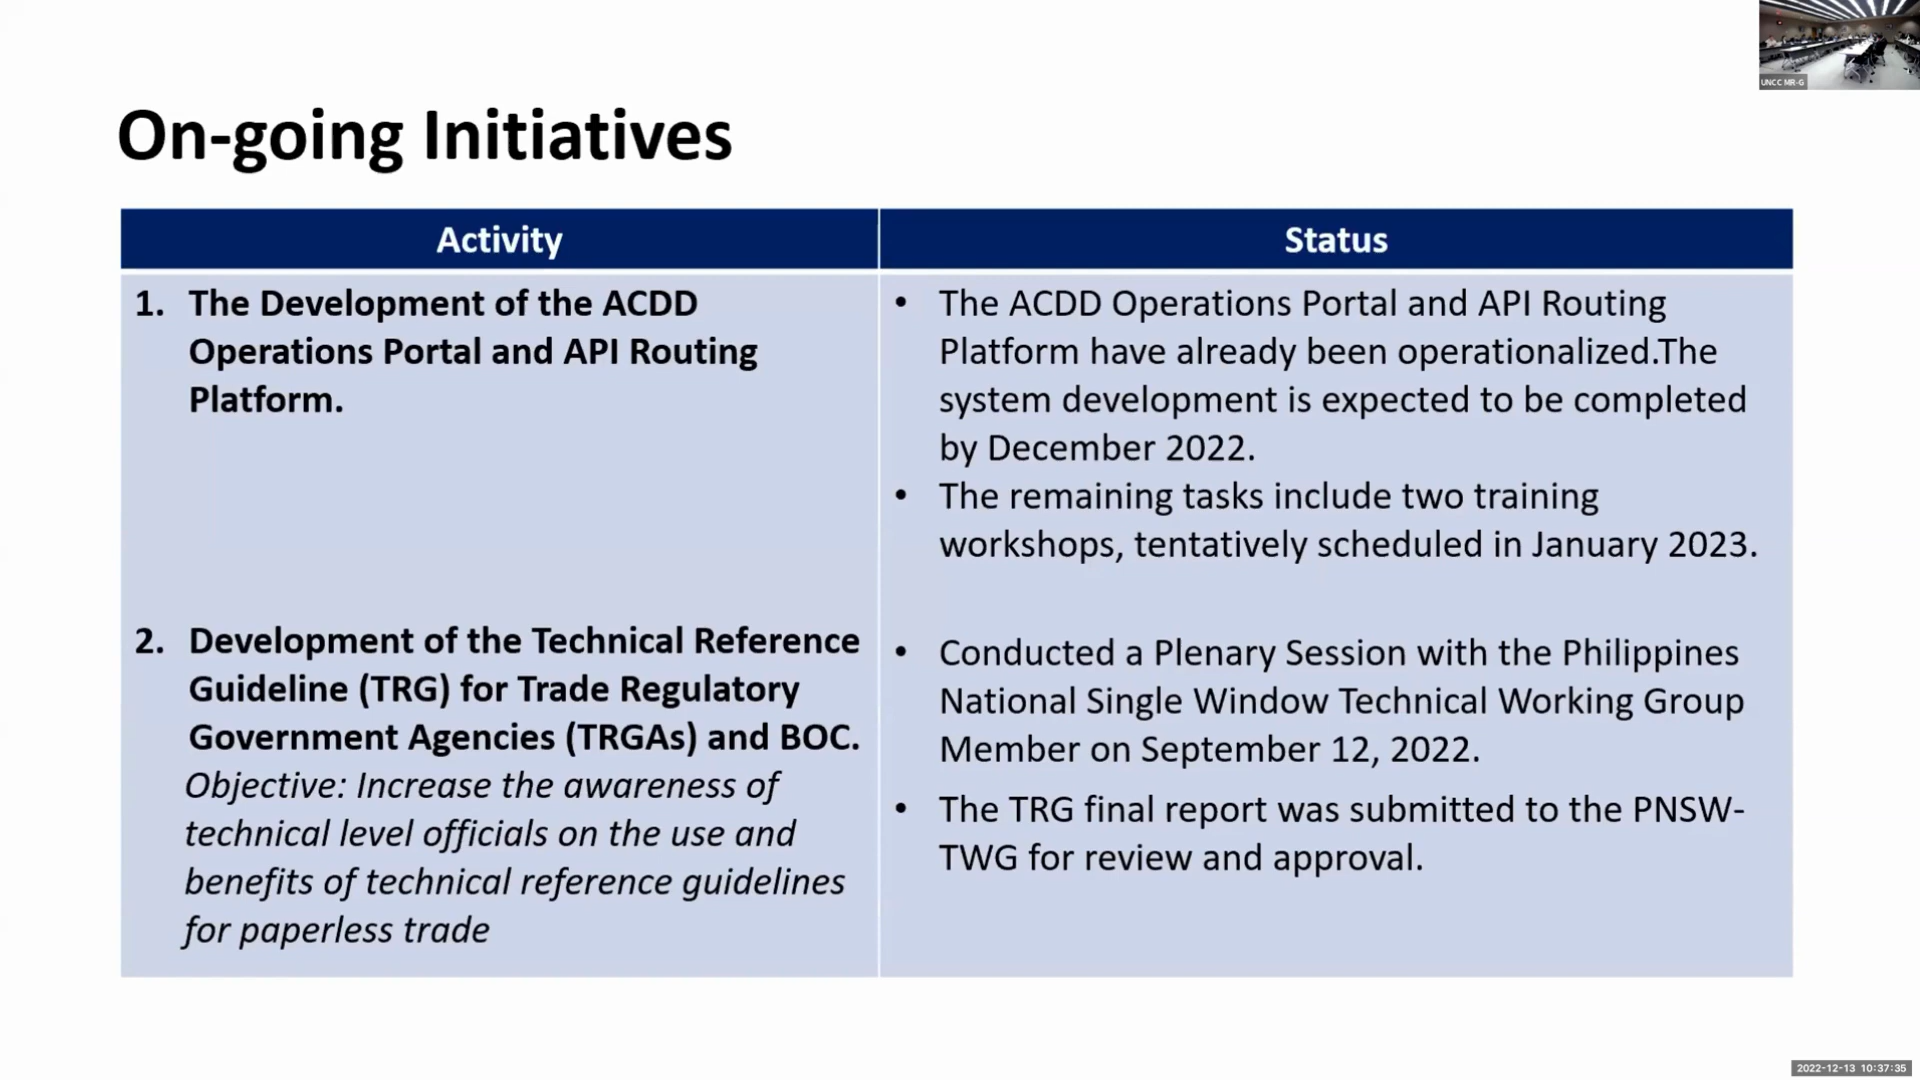 UNCC MR-G
On-going Initiatives
Activity
Status
1. The Development of the ACDD
Operations Portal and API Routing
Platform.
• The ACDD Operations Portal and API Routing
Platform have already been operationalized.The
system development is expected to be completed
by December 2022.
• The remaining tasks include two training
workshops, tentatively scheduled in January 2023.
2. Development of the Technical Reference
Guideline (TRG) for Trade Regulatory
Government Agencies (TRGAs) and BOC.
Objective: Increase the awareness of
technical level officials on the use and
benefits of technical reference guidelines
for paperless trade
• Conducted a Plenary Session with the Philippines
National Single Window Technical Working Group
Member on September 12, 2022.
• The TRG final report was submitted to the PNSW-
TWG for review and approval.
2022-12-13 10:37:35